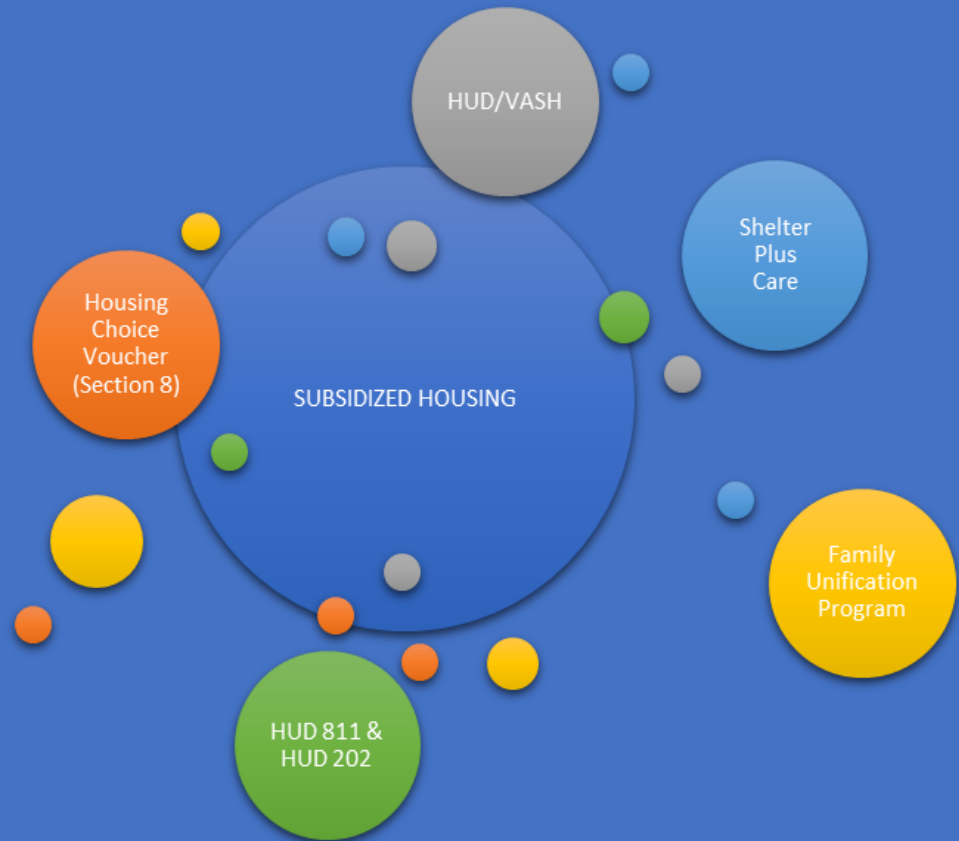 HUD/VASH
Shelter
Plus
Care
Housing
Choice
Voucher
(Section 8)
SUBSIDIZED HOUSING
Family
Unification
Program
HUD 811 &
HUD 202